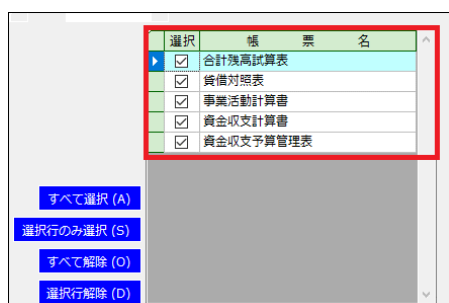 選択 帳票名
合計残高試算表
貸借対照表
事業活動計算書
資金収支計算書
資金収支予算管理表
すべて選択 (A)
選択行のみ選択 (S)
すべて解除 (O)
選択行解除 (D)